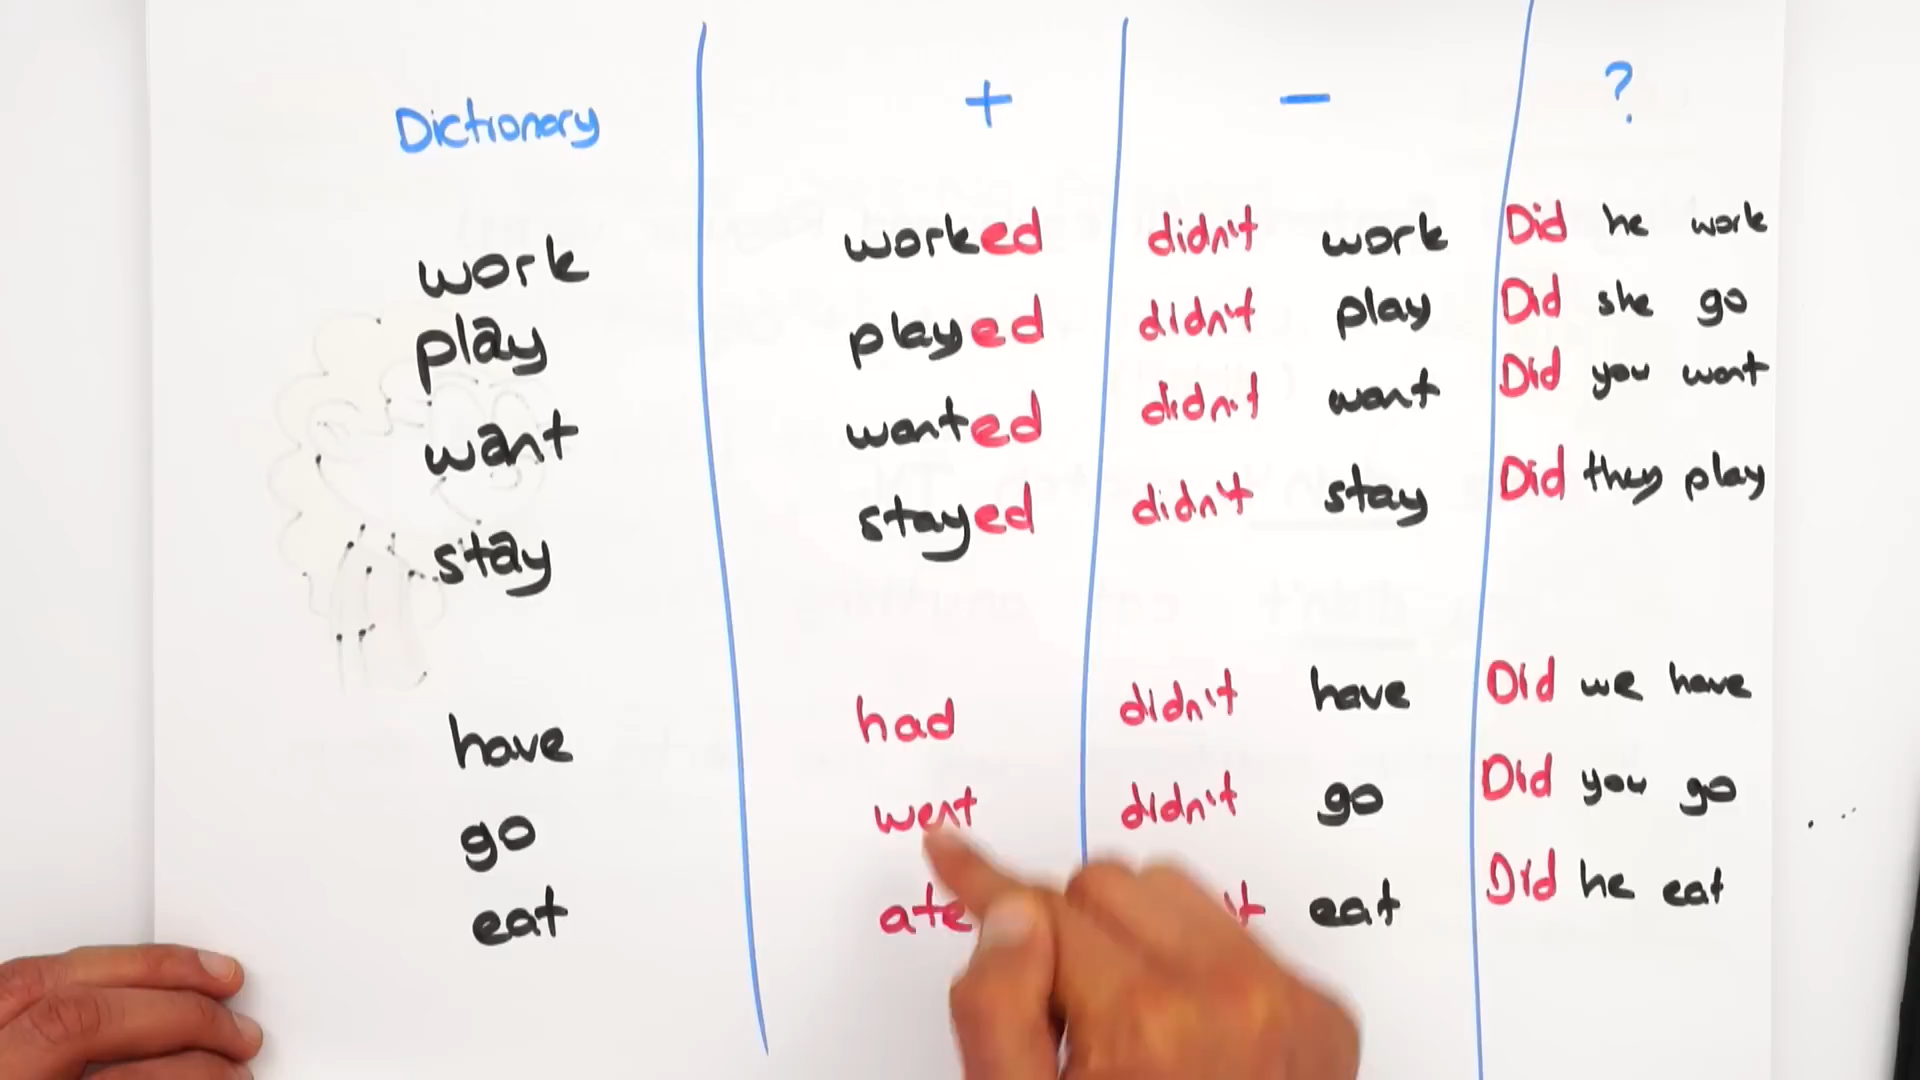 Dictionary + - ?
work worked didn't work Did he work
play played didn't play Did she go
want wanted didn't want Did you want
stay stayed didn't stay Did they play
have had didn't have Did we have
go went didn't go Did you go
eat ate eat Did he eat